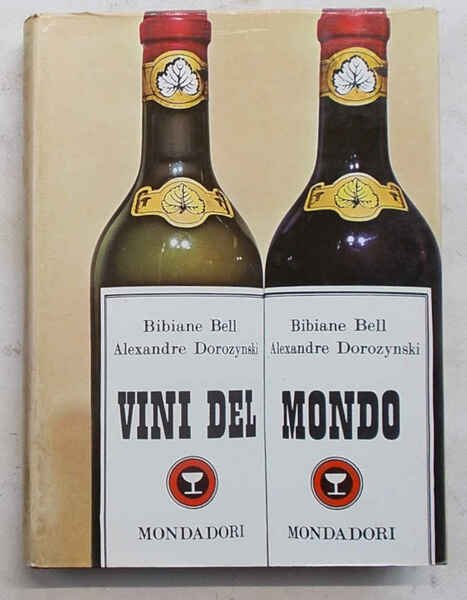 Bibiane Bell
Alexandre Dorozynski
VINI DEL
MONDADORI
Bibiane Bell
Alexandre Dorozynski
MONDO
MONDADORI